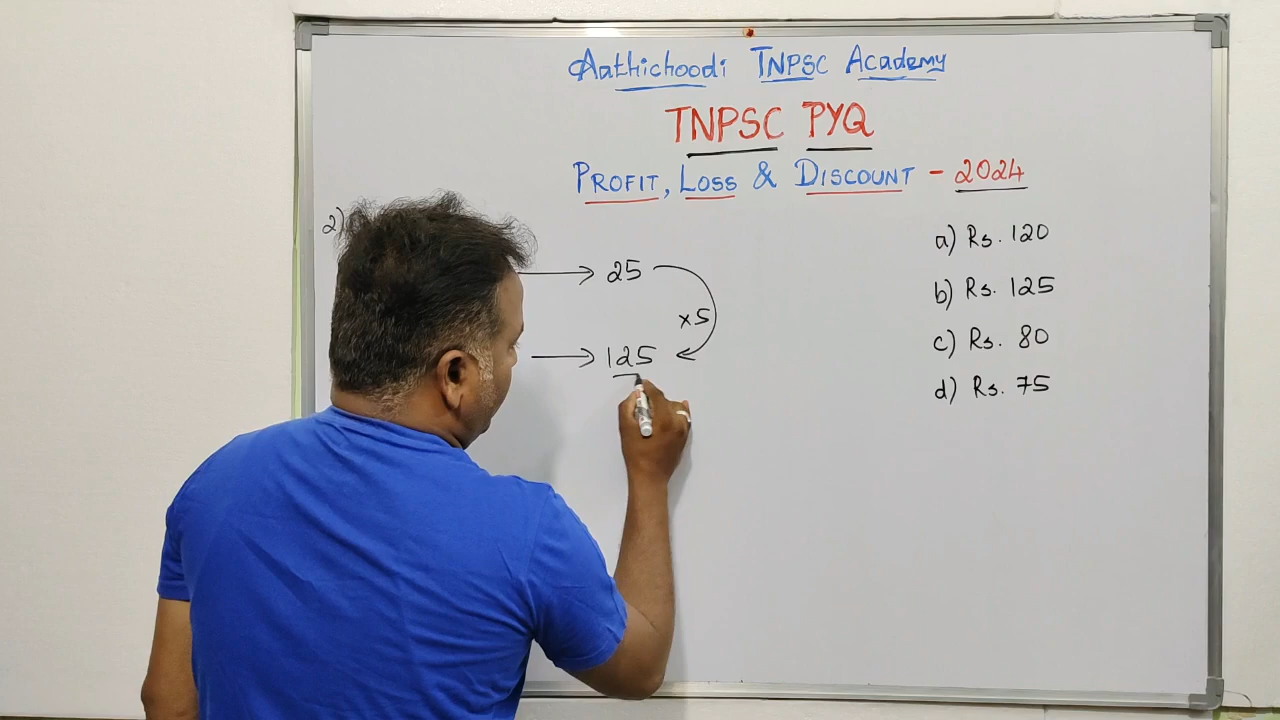 Aathichoodi TNPSC Academy
TNPSC PYQ
PROFIT, LOSS & DISCOUNT - 2024
2)
→ 25
×5
→ 125
a) Rs. 120
b) Rs. 125
c) Rs. 80
d) Rs. 75